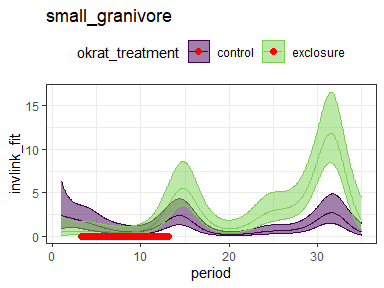 small_granivore
okrat_treatment control exclosure
invlink_fit
15
10
5
0
0 10 20 30
period